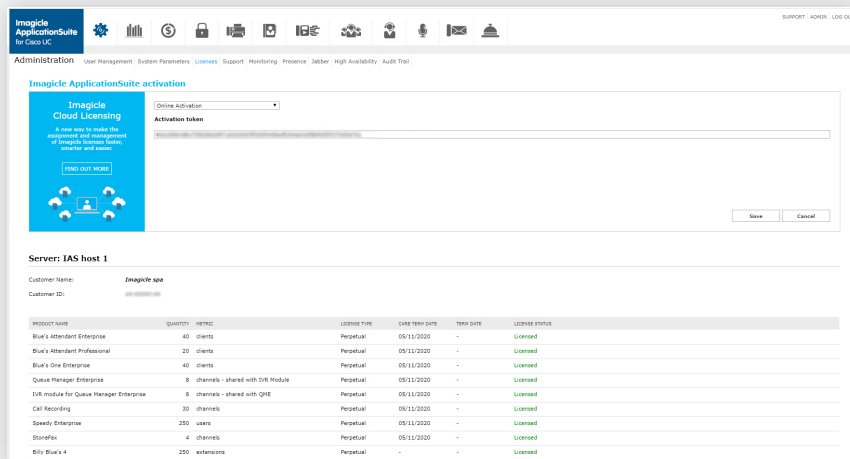 SUPPORT ADMIN LOG OU
Imagicle
ApplicationSuite
for Cisco UC
Administration User Management System Parameters Licenses Support Monitoring Presence Jabber High Availability Audit Trail
Imagicle ApplicationSuite activation
Imagicle
Cloud Licensing
A new way to make the
assignment and management
of Imagicle licenses faster,
smarter and easier.
FIND OUT MORE
Online Activation
Activation token
Save Cancel
Server: IAS host 1
Customer Name: Imagicle spa
Customer ID:
PRODUCT NAME QUANTITY METRIC LICENSE TYPE CARE TERM DATE TERM DATE LICENSE STATUS
Blue's Attendant Enterprise 40 clients Perpetual 05/11/2020 - Licensed
Blue's Attendant Professional 20 clients Perpetual 05/11/2020 - Licensed
Blue's One Enterprise 40 clients Perpetual 05/11/2020 - Licensed
Queue Manager Enterprise 8 channels - shared with IVR Module Perpetual 05/11/2020 - Licensed
IVR module for Queue Manager Enterprise 8 channels - shared with QME Perpetual 05/11/2020 - Licensed
Call Recording 30 channels Perpetual 05/11/2020 - Licensed
Speedy Enterprise 250 users Perpetual 05/11/2020 - Licensed
StoneFax 4 channels Perpetual 05/11/2020 - Licensed
Billy Blue's 4 250 extensions Perpetual - - Licensed